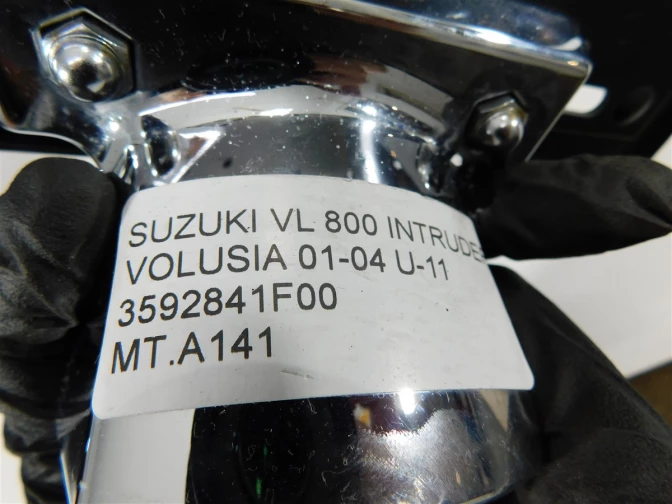 SUZUKI VL 800 INTRUDE
VOLUSIA 01-04 U-11
3592841F00
MT.A141